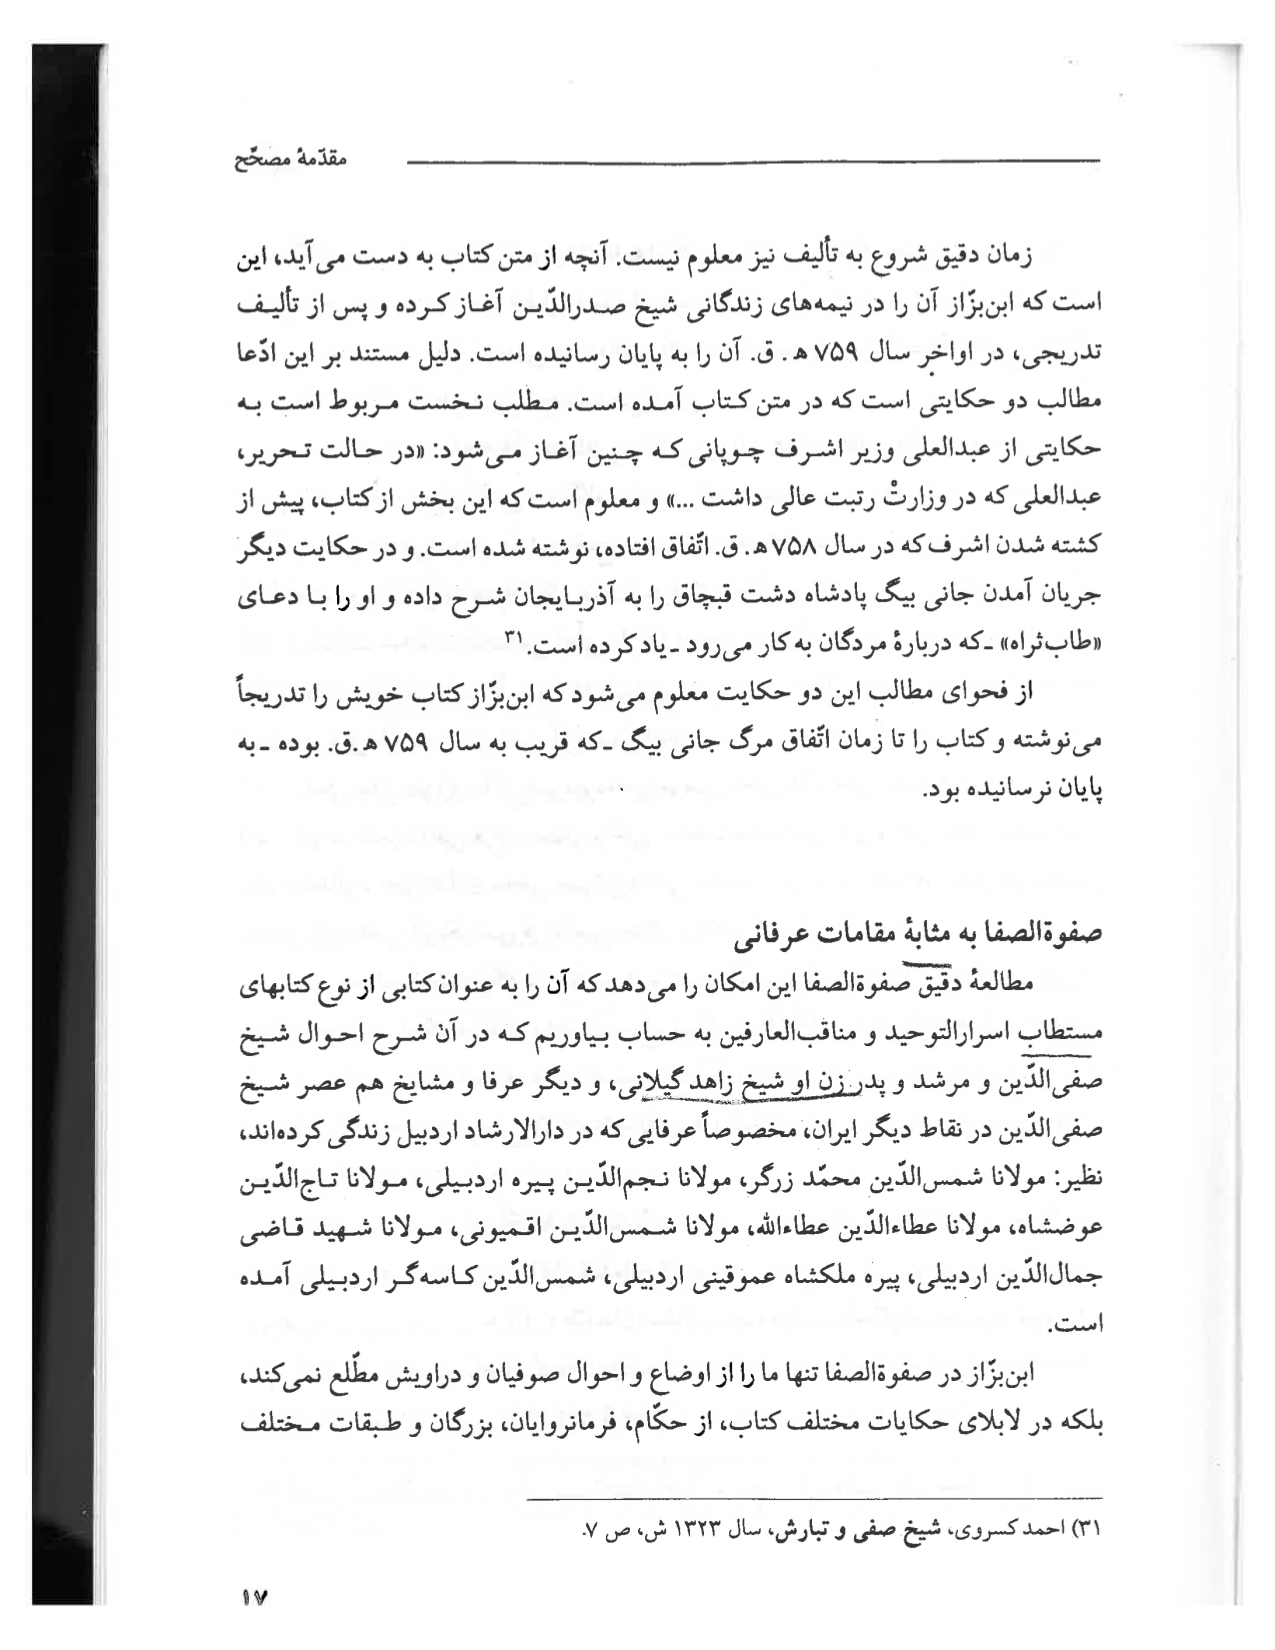 مقدّمهٔ مصحّح
زمان دقیق شروع به تألیف نیز معلوم نیست. آنچه از متن کتاب به دست می‌آید، این
است که ابن‌بزّاز آن را در نیمه‌های زندگانی شیخ صدرالدّین آغاز کرده و پس از تألیف
تدریجی، در اواخر سال ۷۵۹ ه‍. ق. آن را به پایان رسانیده است. دلیل مستند بر این ادّعا
مطالب دو حکایتی است که در متن کتاب آمده است. مطلب نخست مربوط است به
حکایتی از عبدالعلی وزیر اشرف چوپانی که چنین آغاز می‌شود: «در حالت تحریر،
عبدالعلی که در وزارتْ رتبت عالی داشت ...» و معلوم است که این بخش از کتاب، پیش از
کشته شدن اشرف که در سال ۷۵۸ ه‍. ق. اتّفاق افتاده، نوشته شده است. و در حکایت دیگر
جریان آمدن جانی بیگ پادشاه دشت قبچاق را به آذربایجان شرح داده و او را با دعای
«طاب‌ثراه» ـ که دربارهٔ مردگان به کار می‌رود ـ یاد کرده است.۳۱
از فحوای مطالب این دو حکایت معلوم می‌شود که ابن‌بزّاز کتاب خویش را تدریجاً
می‌نوشته و کتاب را تا زمان اتّفاق مرگ جانی بیگ ـ که قریب به سال ۷۵۹ ه‍.ق. بوده ـ به
پایان نرسانیده بود.
صفوة‌الصفا به مثابهٔ مقامات عرفانی
مطالعهٔ دقیق صفوة‌الصفا این امکان را می‌دهد که آن را به عنوان کتابی از نوع کتابهای
مستطاب اسرارالتوحید و مناقب‌العارفین به حساب بیاوریم که در آن شرح احوال شیخ
صفی‌الدّین و مرشد و پدر زن او شیخ زاهد گیلانی، و دیگر عرفا و مشایخ هم عصر شیخ
صفی‌الدّین در نقاط دیگر ایران، مخصوصاً عرفایی که در دارالارشاد اردبیل زندگی کرده‌اند،
نظیر: مولانا شمس‌الدّین محمّد زرگر، مولانا نجم‌الدّین پیره اردبیلی، مولانا تاج‌الدّین
عوضشاه، مولانا عطاءالدّین عطاءالله، مولانا شمس‌الدّین اقمیونی، مولانا شهید قاضی
جمال‌الدّین اردبیلی، پیره ملکشاه عموقینی اردبیلی، شمس‌الدّین کاسه‌گر اردبیلی آمده
است.
ابن‌بزّاز در صفوة‌الصفا تنها ما را از اوضاع و احوال صوفیان و دراویش مطّلع نمی‌کند،
بلکه در لابلای حکایات مختلف کتاب، از حکّام، فرمانروایان، بزرگان و طبقات مختلف
۳۱) احمد کسروی، شیخ صفی و تبارش، سال ۱۳۲۳ ش، ص ۷.
۱۷